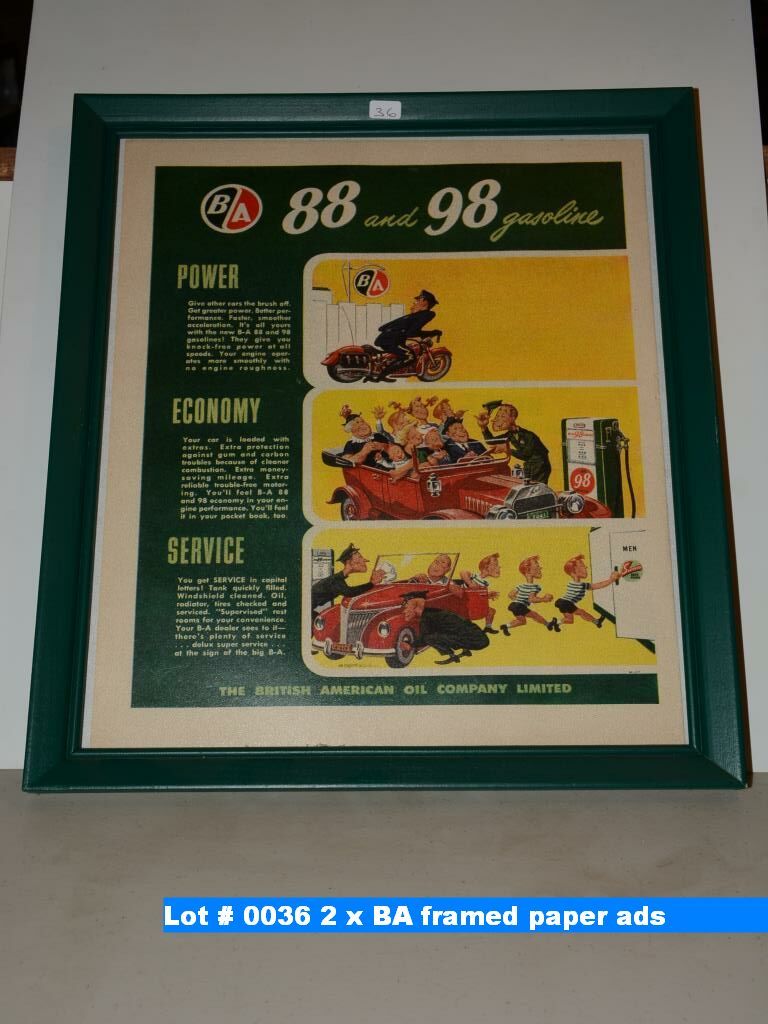 36
BA 88 and 98 gasoline
POWER
Give other cars the brush off.
Get greater power. Better per-
formance. Faster, smoother
acceleration. It's all yours
with the new B-A 88 and 98
gasolines! They give you
knock-free power at all
speeds. Your engine oper-
ates more smoothly with
no engine roughness.
BA
ECONOMY
Your car is loaded with
extras. Extra protection
against gum and carbon
troubles because of cleaner
combustion. Extra money-
saving mileage. Extra
reliable trouble-free motor-
ing. You'll feel B-A 88
and 98 economy in your en-
gine performance. You'll feel
it in your pocket book, too.
98
98
SERVICE
You get SERVICE in capital
letters! Tank quickly filled.
Windshield cleaned. Oil,
radiator, tires checked and
serviced. "Supervised" rest
rooms for your convenience.
Your B-A dealer sees to it—
there's plenty of service
. . . delux super service . . .
at the sign of the big B-A.
MEN
THE BRITISH AMERICAN OIL COMPANY LIMITED
Lot # 0036 2 x BA framed paper ads